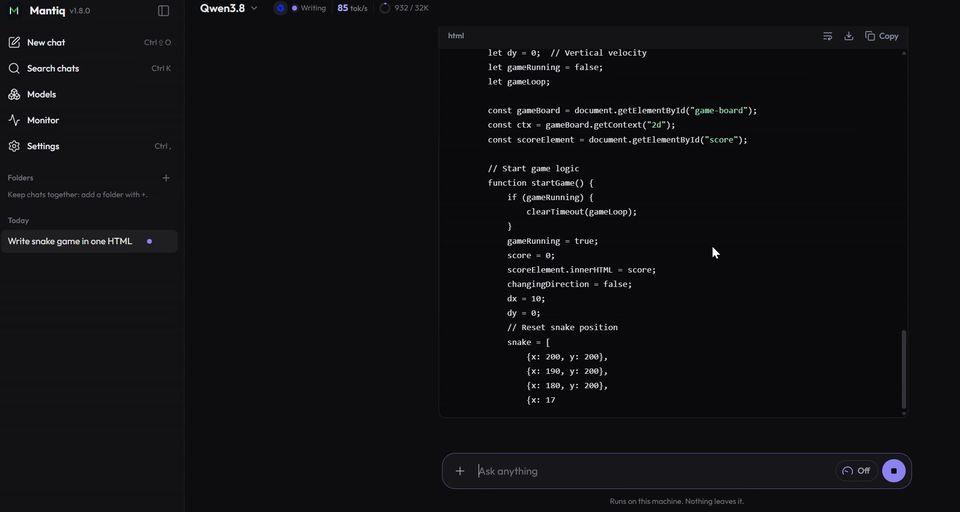 Mantiq v1.8.0
New chat
Ctrl⇧O
Search chats
Ctrl K
Models
Monitor
Settings
Ctrl ,
Folders
Keep chats together: add a folder with +.
Today
Write snake game in one HTML
Qwen3.8
Writing
85 tok/s
932 / 32K
html
Copy
let dy = 0;  // Vertical velocity
let gameRunning = false;
let gameLoop;
const gameBoard = document.getElementById("game-board");
const ctx = gameBoard.getContext("2d");
const scoreElement = document.getElementById("score");
// Start game logic
function startGame() {
if (gameRunning) {
clearTimeout(gameLoop);
}
gameRunning = true;
score = 0;
scoreElement.innerHTML = score;
changingDirection = false;
dx = 10;
dy = 0;
// Reset snake position
snake = [
{x: 200, y: 200},
{x: 190, y: 200},
{x: 180, y: 200},
{x: 17
Ask anything
Off
Runs on this machine. Nothing leaves it.